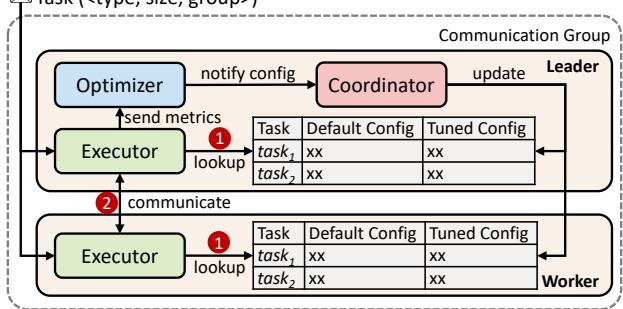 Task (<type, size, group>)
Communication Group
Leader
Optimizer
notify config
Coordinator
update
send metrics
Executor
1
lookup
Task Default Config Tuned Config
task1 xx xx
task2 xx xx
2
communicate
Executor
1
lookup
Task Default Config Tuned Config
task1 xx xx
task2 xx xx
Worker